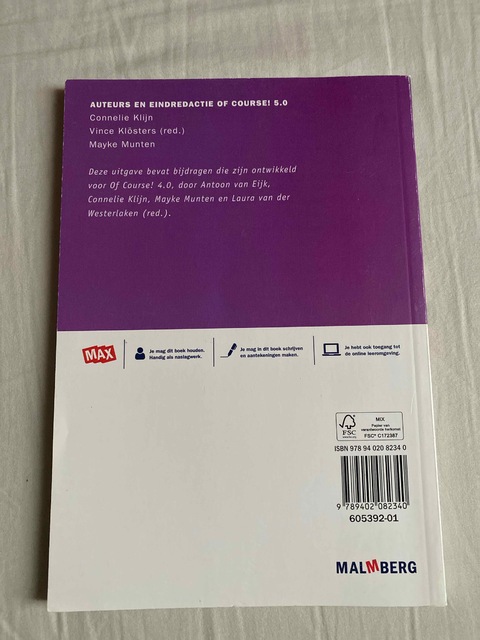 AUTEURS EN EINDREDACTIE OF COURSE! 5.0
Connelie Klijn
Vince Klösters (red.)
Mayke Munten
Deze uitgave bevat bijdragen die zijn ontwikkeld
voor Of Course! 4.0, door Antoon van Eijk,
Connelie Klijn, Mayke Munten en Laura van der
Westerlaken (red.).
MAX
Je mag dit boek houden.
Handig als naslagwerk.
Je mag in dit boek schrijven
en aantekeningen maken.
Je hebt ook toegang tot
de online leeromgeving.
FSC
MIX
Papier van
verantwoorde herkomst
FSC® C172387
ISBN 978 94 020 8234 0
9 789402 082340
605392-01
MALMBERG